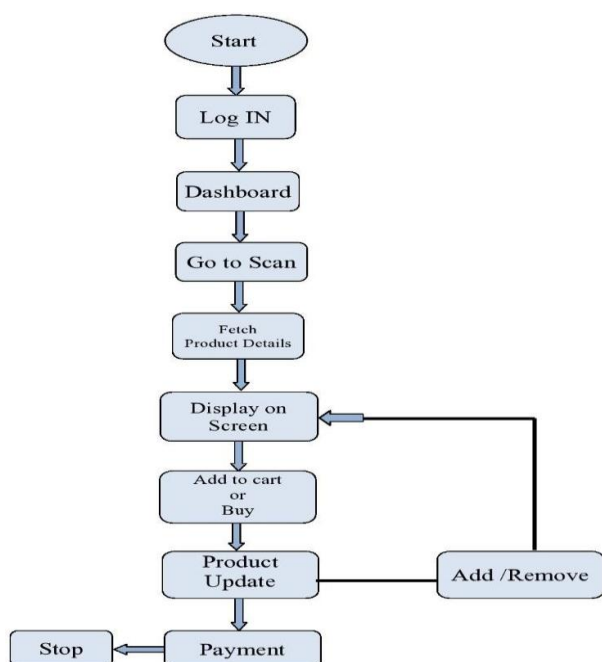 Start
Log IN
Dashboard
Go to Scan
Fetch
Product Details
Display on
Screen
Add to cart
or
Buy
Product
Update
Add /Remove
Payment
Stop